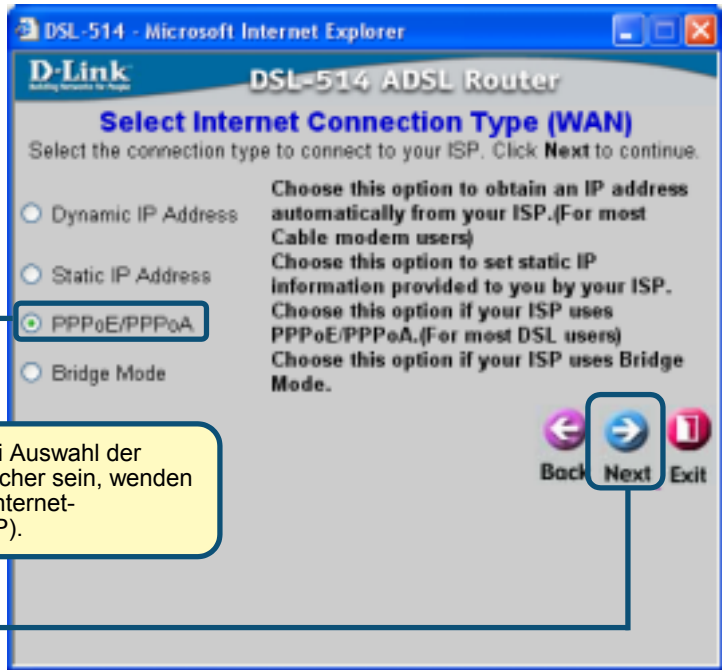 DSL-514 - Microsoft Internet Explorer
D-Link
Building Networks for People
DSL-514 ADSL Router
Select Internet Connection Type (WAN)
Select the connection type to connect to your ISP. Click Next to continue.
Dynamic IP Address
Choose this option to obtain an IP address
automatically from your ISP.(For most
Cable modem users)
Static IP Address
Choose this option to set static IP
information provided to you by your ISP.
PPPoE/PPPoA
Choose this option if your ISP uses
PPPoE/PPPoA.(For most DSL users)
Bridge Mode
Choose this option if your ISP uses Bridge
Mode.
Back Next Exit
i Auswahl der
cher sein, wenden
nternet-
P).